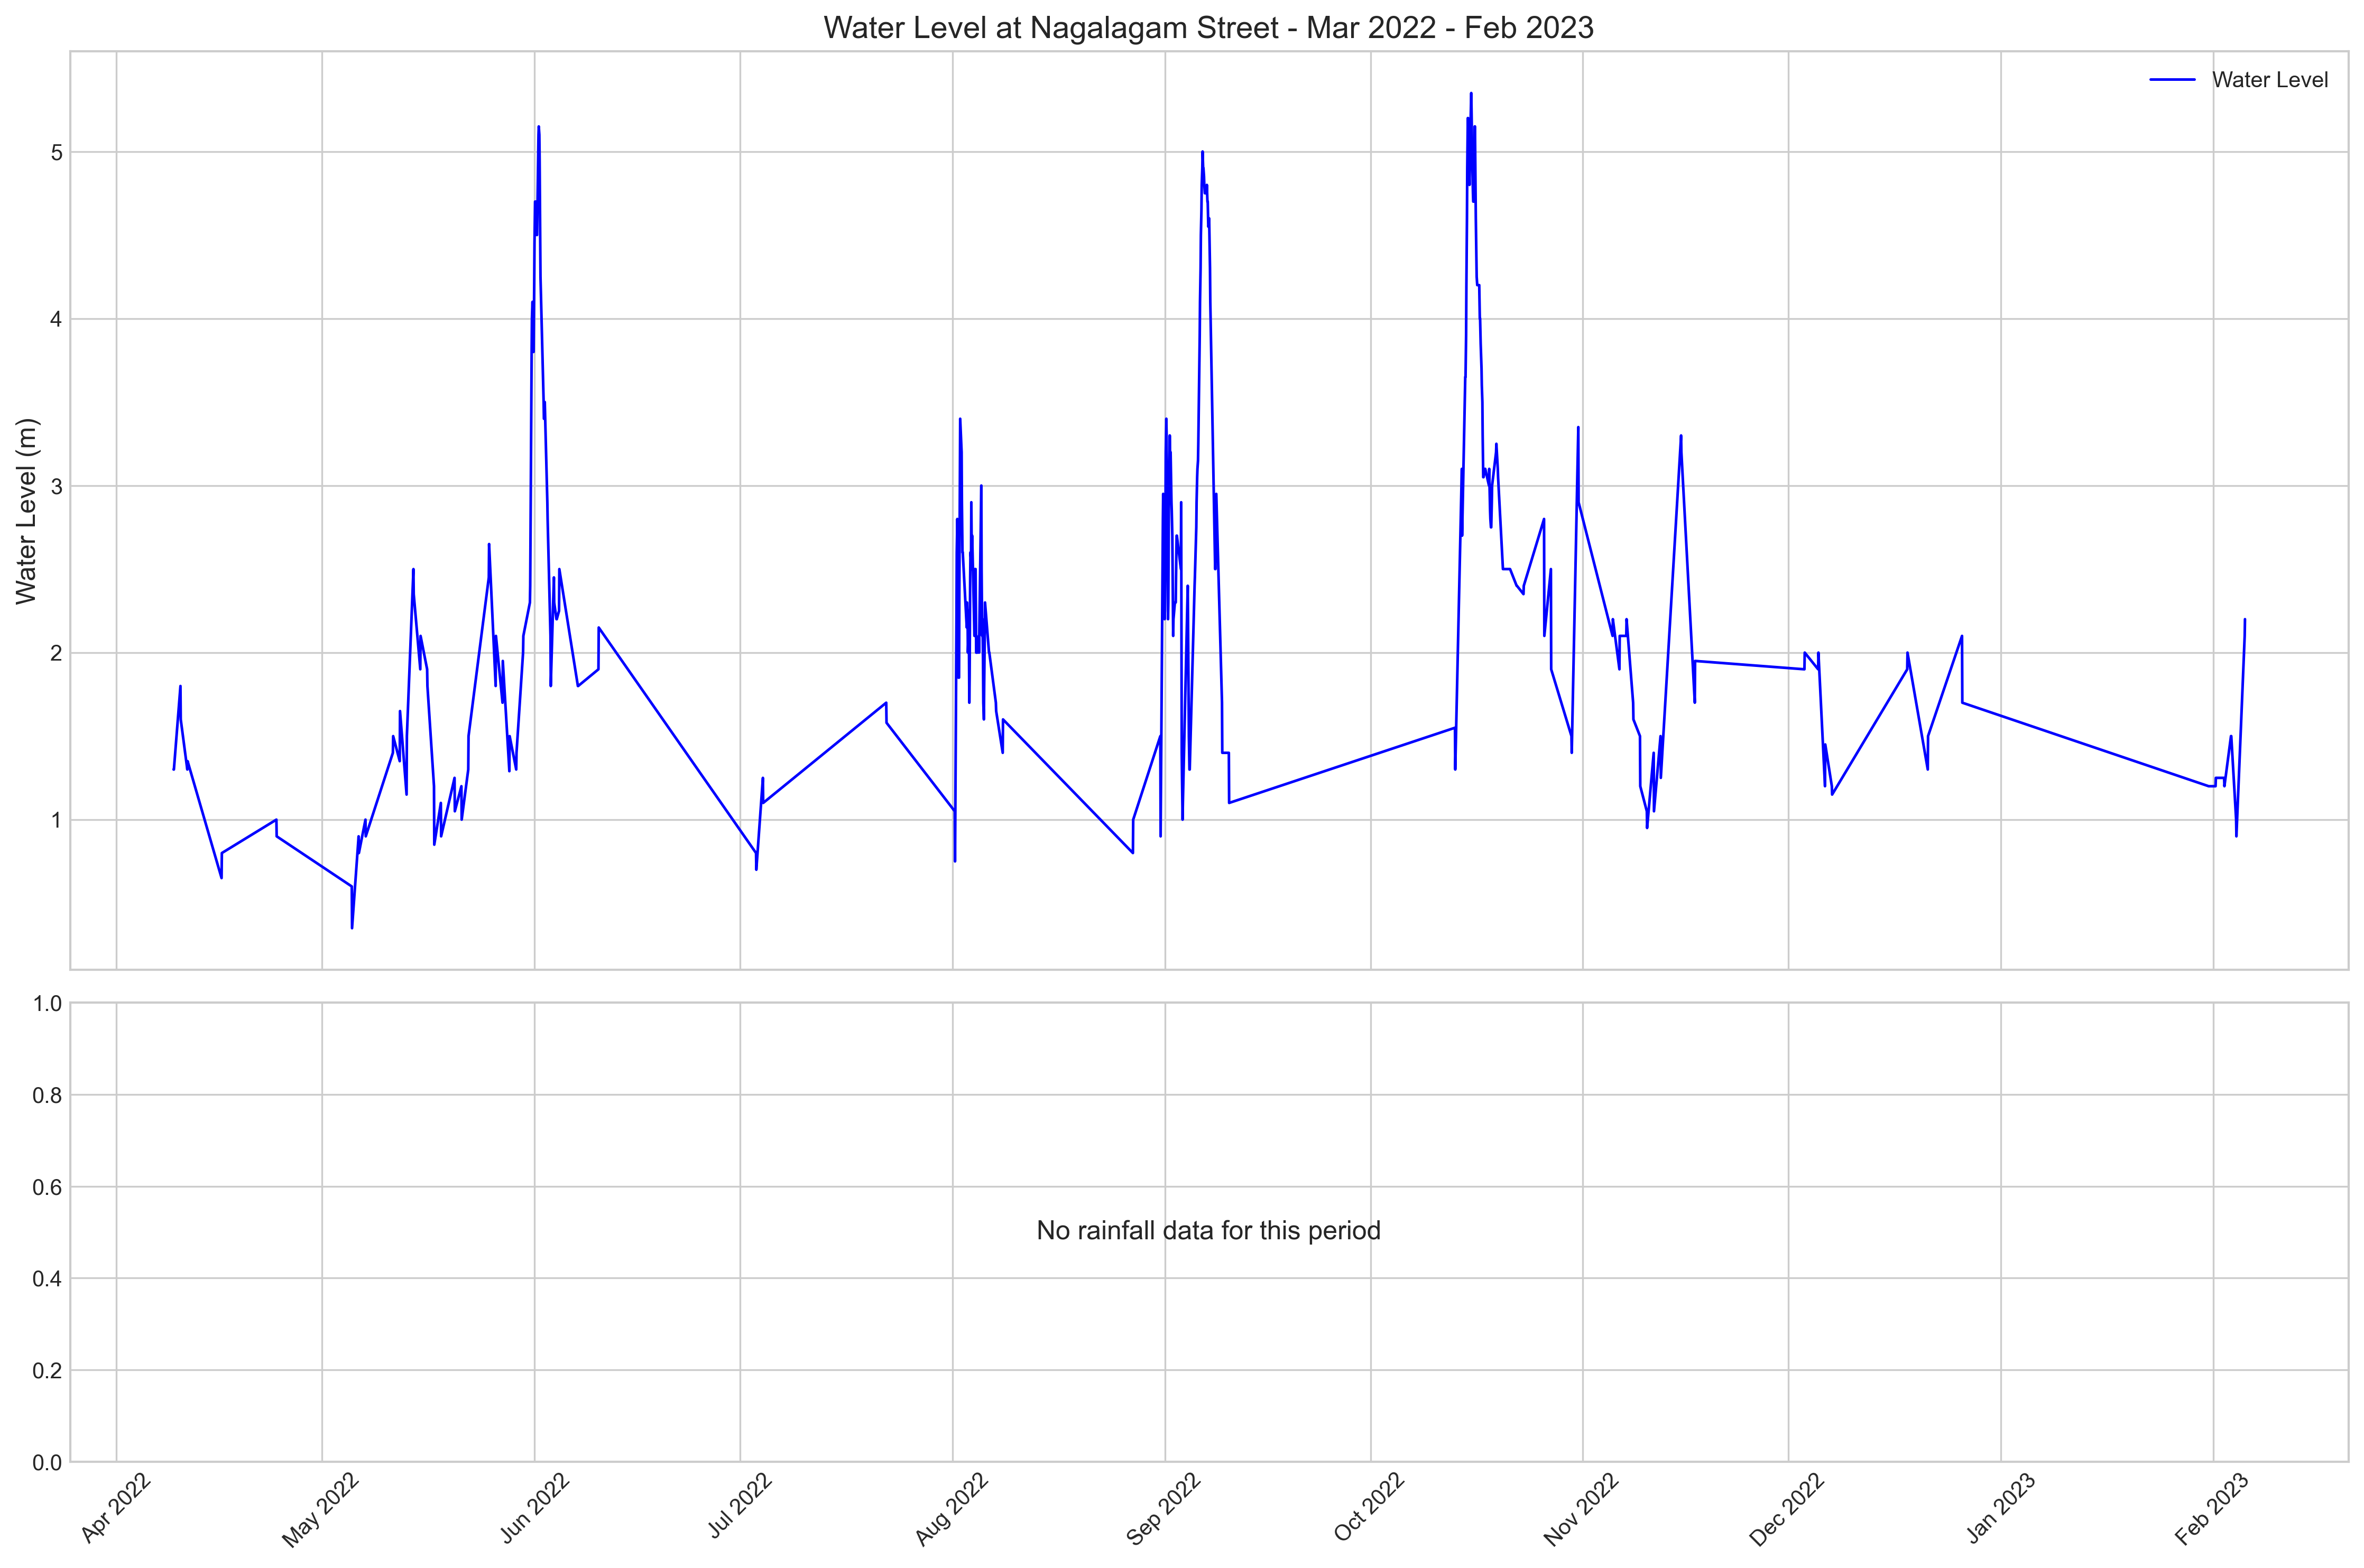 Water Level at Nagalagam Street - Mar 2022 - Feb 2023
Water Level
Water Level (m)
5
4
3
2
1
1.0
0.8
0.6
0.4
0.2
0.0
No rainfall data for this period
Apr 2022
May 2022
Jun 2022
Jul 2022
Aug 2022
Sep 2022
Oct 2022
Nov 2022
Dec 2022
Jan 2023
Feb 2023